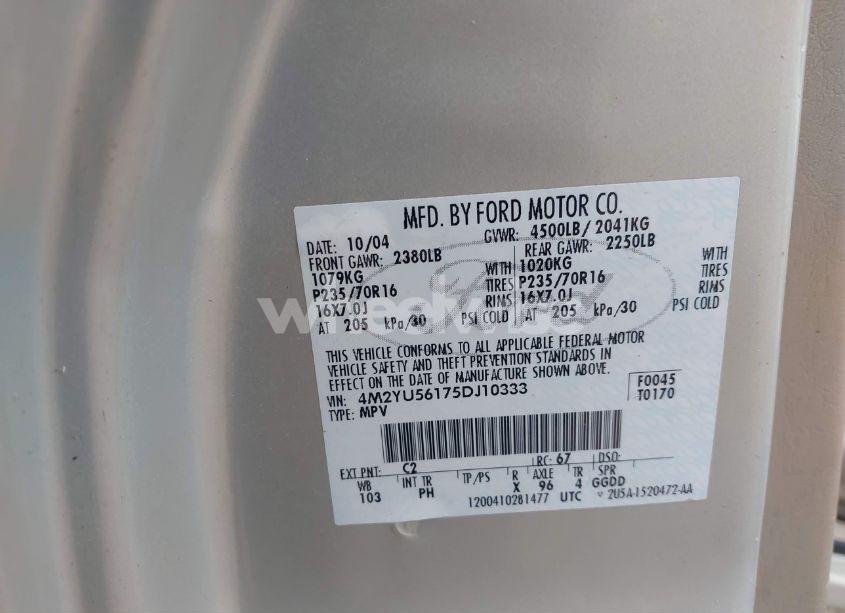 MFD. BY FORD MOTOR CO.
DATE: 10/04 GVWR: 4500LB/ 2041KG
FRONT GAWR: 2380LB REAR GAWR: 2250LB
1079KG WITH 1020KG WITH
P235/70R16 TIRES P235/70R16 TIRES
16X7.0J RIMS 16X7.0J RIMS
AT 205 kPa/30 PSI COLD AT 205 kPa/30 PSI COLD
THIS VEHICLE CONFORMS TO ALL APPLICABLE FEDERAL MOTOR
VEHICLE SAFETY AND THEFT PREVENTION STANDARDS IN
EFFECT ON THE DATE OF MANUFACTURE SHOWN ABOVE.
VIN: 4M2YU56175DJ10333 F0045
TYPE: MPV T0170
EXT PNT: C2 RC: 67 DSO:
WB INT TR TP/PS R AXLE TR SPR
103 PH X 96 4 GGDD
1200410281477 UTC V 2U5A-1520472-AA